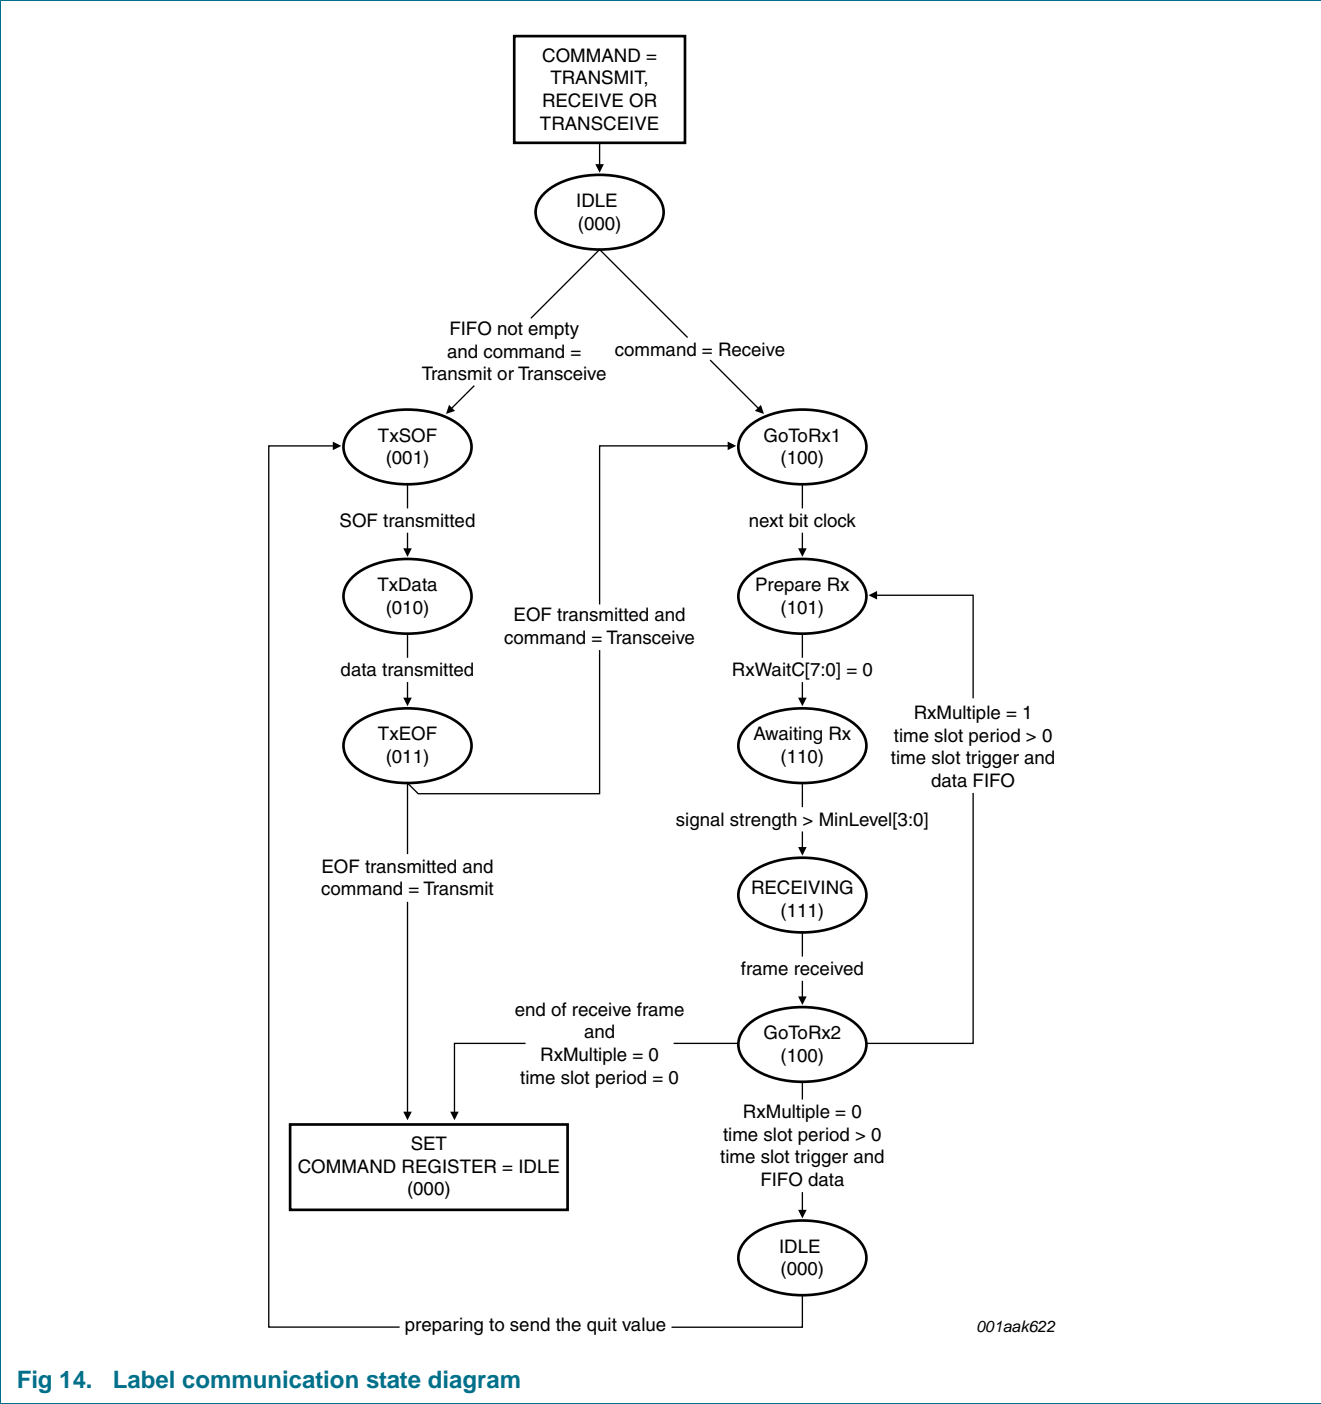 COMMAND =
TRANSMIT,
RECEIVE OR
TRANSCEIVE
IDLE
(000)
FIFO not empty
and command =
Transmit or Transceive
command = Receive
TxSOF
(001)
GoToRx1
(100)
SOF transmitted
next bit clock
TxData
(010)
Prepare Rx
(101)
EOF transmitted and
command = Transceive
data transmitted
RxWaitC[7:0] = 0
TxEOF
(011)
Awaiting Rx
(110)
RxMultiple = 1
time slot period > 0
time slot trigger and
data FIFO
signal strength > MinLevel[3:0]
EOF transmitted and
command = Transmit
RECEIVING
(111)
frame received
end of receive frame
and
RxMultiple = 0
time slot period = 0
GoToRx2
(100)
RxMultiple = 0
time slot period > 0
time slot trigger and
FIFO data
SET
COMMAND REGISTER = IDLE
(000)
IDLE
(000)
preparing to send the quit value
001aak622
Fig 14. Label communication state diagram